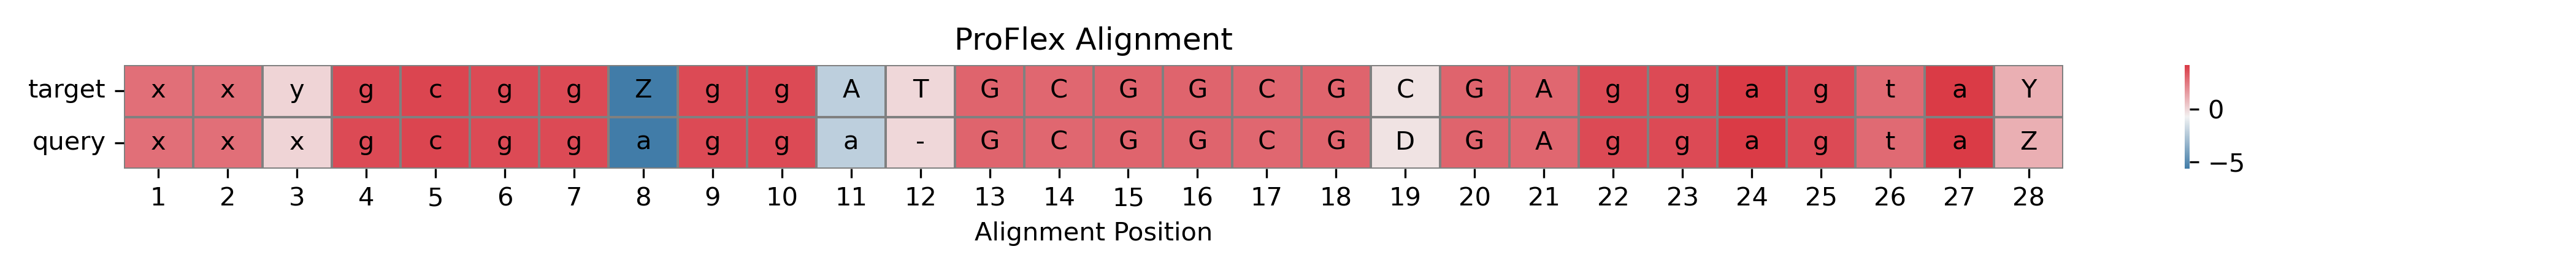 ProFlex Alignment
target x x y g c g g Z g g A T G C G G C G C G A g g a g t a Y
0
query x x x g c g g a g g a - G C G G C G D G A g g a g t a Z
−5
1 2 3 4 5 6 7 8 9 10 11 12 13 14 15 16 17 18 19 20 21 22 23 24 25 26 27 28
Alignment Position